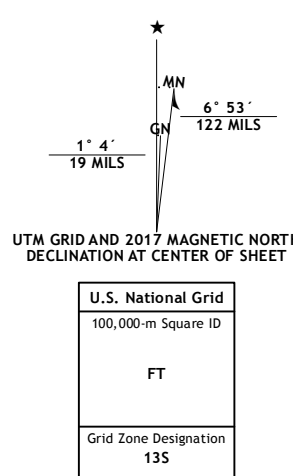 MN
6° 53´
122 MILS
GN
1° 4´
19 MILS
UTM GRID AND 2017 MAGNETIC NORTH
DECLINATION AT CENTER OF SHEET
U.S. National Grid
100,000-m Square ID
FT
Grid Zone Designation
13S